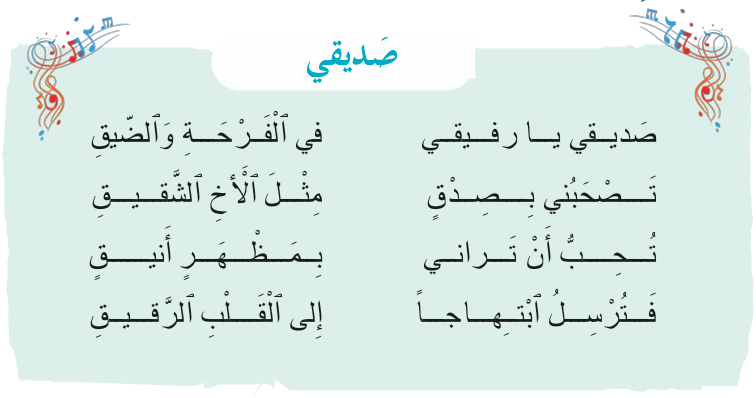 صَديقي
صَديقي يا رفيقي في ٱلْفَرْحَةِ وَٱلضّيقِ
تَصْحَبُني بِصِدْقٍ مِثْلَ ٱلْأخِ ٱلشَّقيقِ
تُحِبُّ أَنْ تَراني بِمَظْهَرٍ أَنيقٍ
فَتُرْسِلُ ٱبْتِهاجاً إِلى ٱلْقَلْبِ ٱلرَّقيقِ